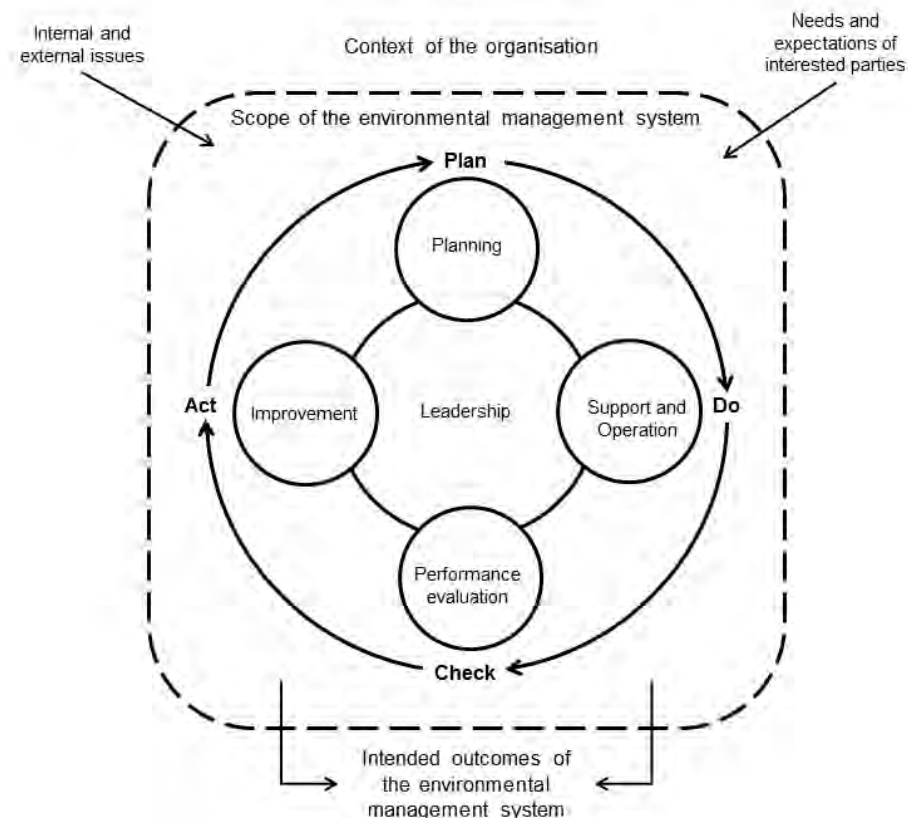 Internal and
external issues
Context of the organisation
Needs and
expectations of
interested parties
Scope of the environmental management system
Plan
Planning
Act
Improvement
Leadership
Support and
Operation
Do
Performance
evaluation
Check
Intended outcomes of
the environmental
management system